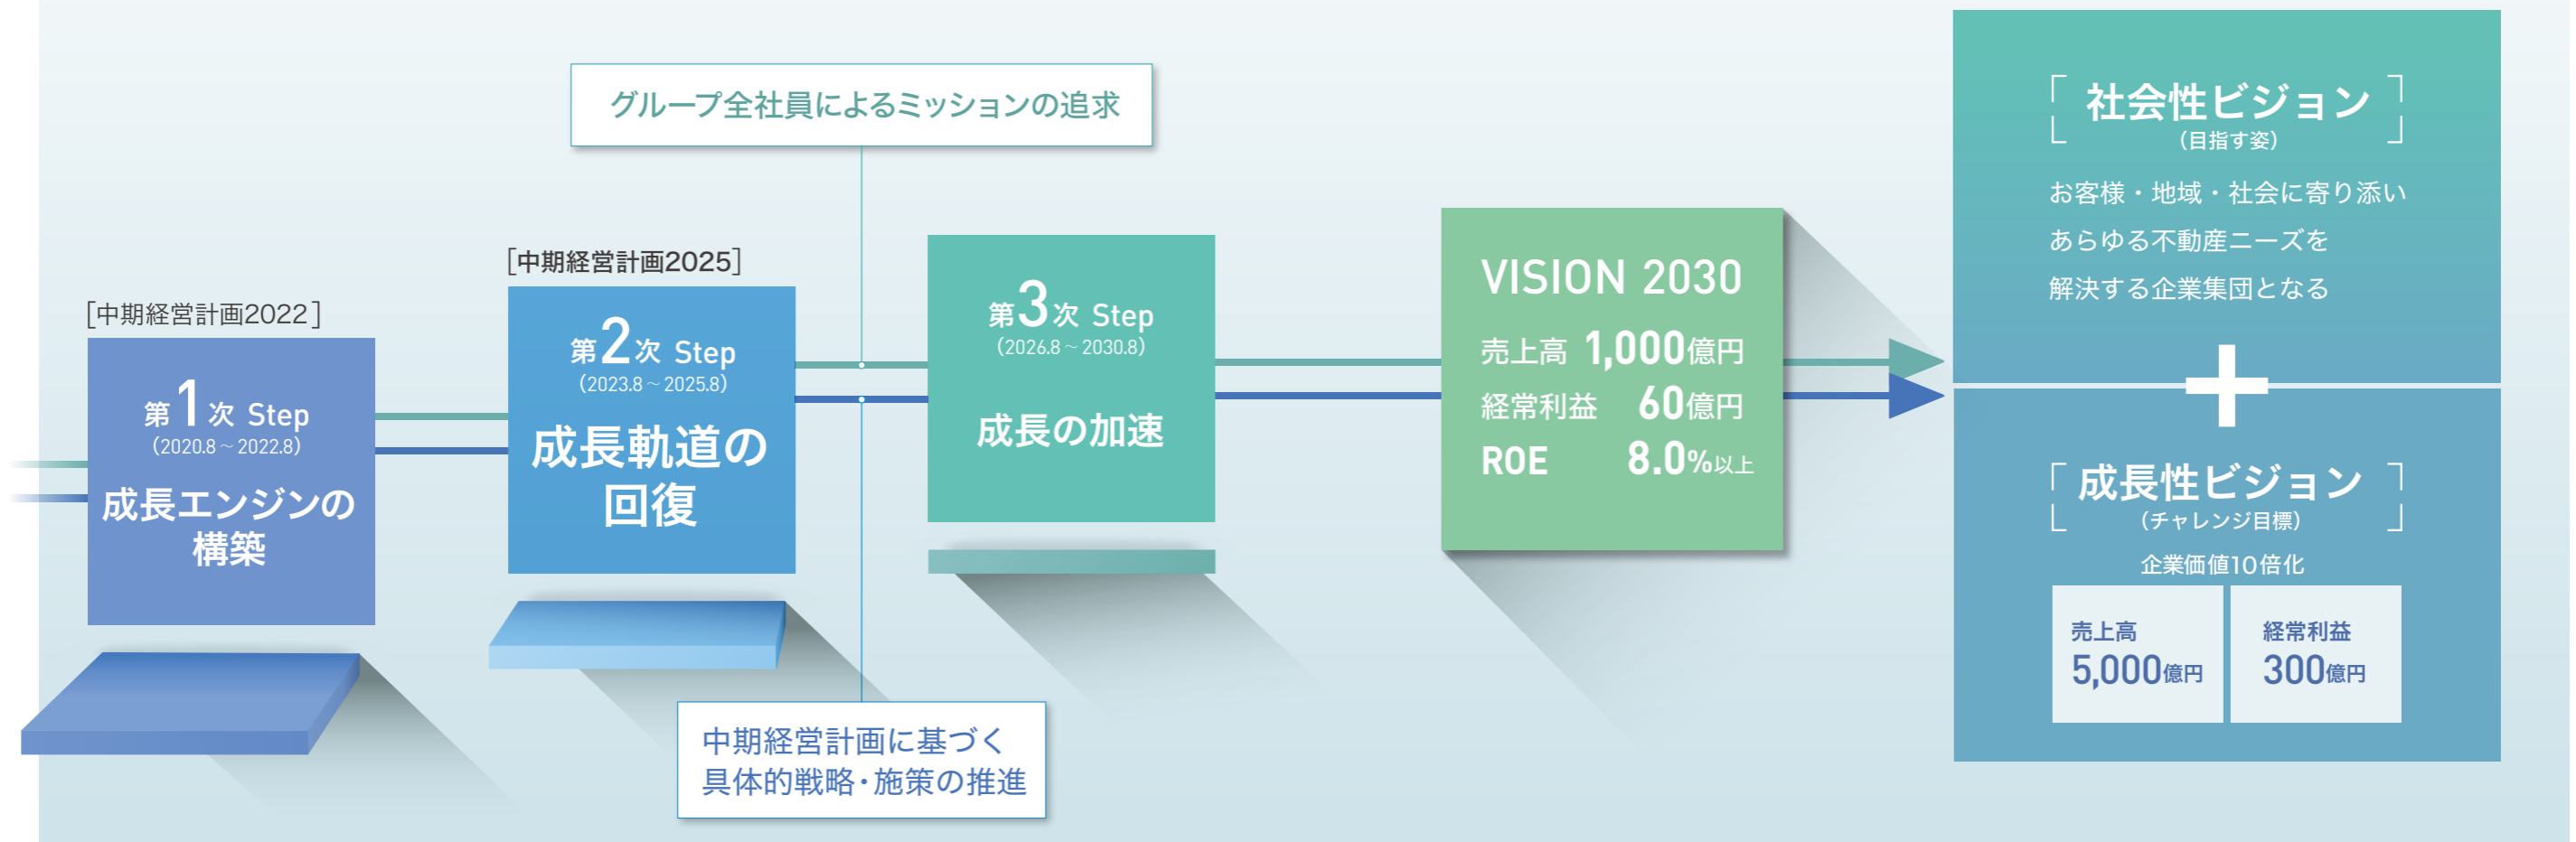 グループ全社員によるミッションの追求
[中期経営計画2022]
第1次 Step
（2020.8～2022.8）
成長エンジンの
構築
[中期経営計画2025]
第2次 Step
（2023.8～2025.8）
成長軌道の
回復
第3次 Step
（2026.8～2030.8）
成長の加速
中期経営計画に基づく
具体的戦略・施策の推進
VISION 2030
売上高 1,000億円
経常利益 60億円
ROE 8.0%以上
社会性ビジョン
（目指す姿）
お客様・地域・社会に寄り添い
あらゆる不動産ニーズを
解決する企業集団となる
+
成長性ビジョン
（チャレンジ目標）
企業価値10倍化
売上高
5,000億円
経常利益
300億円